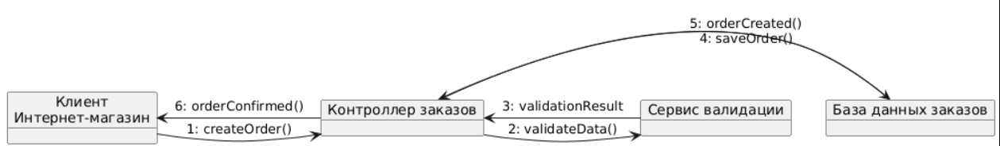 5: orderCreated()
4: saveOrder()
Клиент
Интернет-магазин
6: orderConfirmed()
1: createOrder()
Контроллер заказов
3: validationResult
2: validateData()
Сервис валидации
База данных заказов